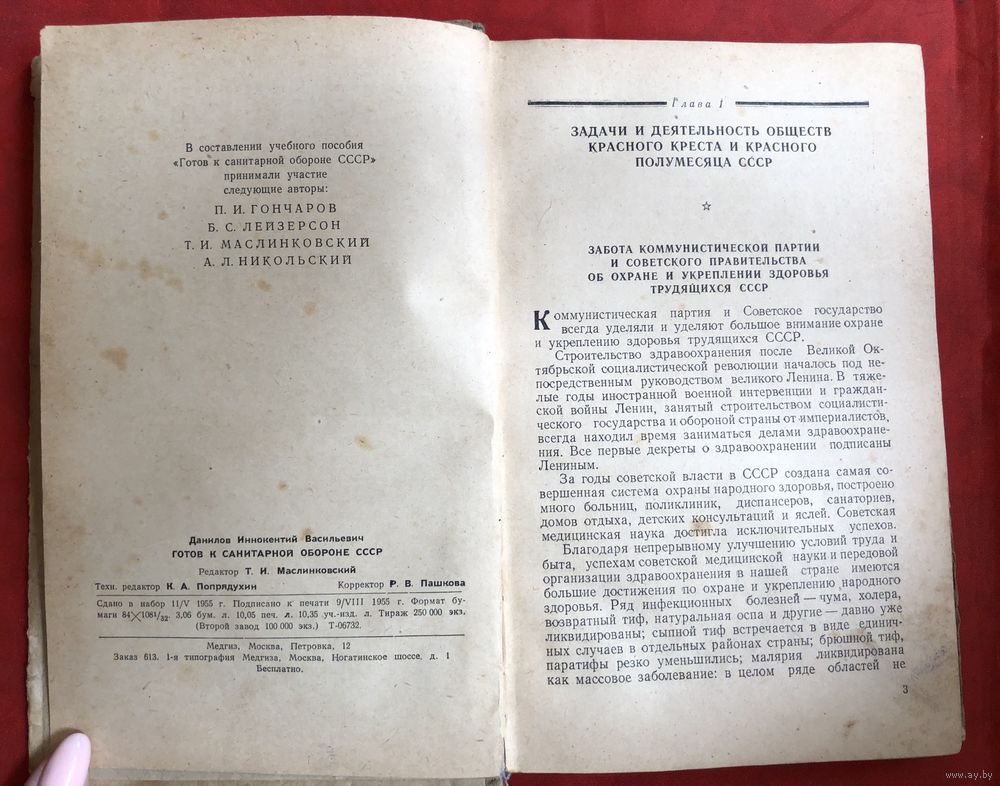 В составлении учебного пособия
«Готов к санитарной обороне СССР»
принимали участие
следующие авторы:
П. И. ГОНЧАРОВ
Б. С. ЛЕЙЗЕРСОН
Т. И. МАСЛИНКОВСКИЙ
А. Л. НИКОЛЬСКИЙ
Данилов Иннокентий Васильевич
ГОТОВ К САНИТАРНОЙ ОБОРОНЕ СССР
Редактор Т. И. Маслинковский
Техн. редактор К. А. Попрядухин Корректор Р. В. Пашкова
Сдано в набор 11/V 1955 г. Подписано к печати 9/VIII 1955 г. Формат бу-
маги 84×108¹/₃₂. 3,06 бум. л. 10,05 печ. л. 10,35 уч.-изд. л. Тираж 250 000 экз.
(Второй завод 100 000 экз.) Т-06732.
Медгиз, Москва, Петровка, 12
Заказ 613. 1-я типография Медгиза, Москва, Ногатинское шоссе, д. 1
Бесплатно.
Глава 1
ЗАДАЧИ И ДЕЯТЕЛЬНОСТЬ ОБЩЕСТВ
КРАСНОГО КРЕСТА И КРАСНОГО
ПОЛУМЕСЯЦА СССР
ЗАБОТА КОММУНИСТИЧЕСКОЙ ПАРТИИ
И СОВЕТСКОГО ПРАВИТЕЛЬСТВА
ОБ ОХРАНЕ И УКРЕПЛЕНИИ ЗДОРОВЬЯ
ТРУДЯЩИХСЯ СССР
Коммунистическая партия и Советское государство
всегда уделяли и уделяют большое внимание охране
и укреплению здоровья трудящихся СССР.
Строительство здравоохранения после Великой Ок-
тябрьской социалистической революции началось под не-
посредственным руководством великого Ленина. В тяже-
лые годы иностранной военной интервенции и граждан-
ской войны Ленин, занятый строительством социалисти-
ческого государства и обороной страны от империалистов,
всегда находил время заниматься делами здравоохране-
ния. Все первые декреты о здравоохранении подписаны
Лениным.
За годы советской власти в СССР создана самая со-
вершенная система охраны народного здоровья, построено
много больниц, поликлиник, диспансеров, санаториев,
домов отдыха, детских консультаций и яслей. Советская
медицинская наука достигла исключительных успехов.
Благодаря непрерывному улучшению условий труда и
быта, успехам советской медицинской науки и передовой
организации здравоохранения в нашей стране имеются
большие достижения по охране и укреплению народного
здоровья. Ряд инфекционных болезней — чума, холера,
возвратный тиф, натуральная оспа и другие — давно уже
ликвидированы; сыпной тиф встречается в виде единич-
ных случаев в отдельных районах страны; брюшной тиф,
паратифы резко уменьшились; малярия ликвидирована
как массовое заболевание: в целом ряде областей не
3
www.ay.by